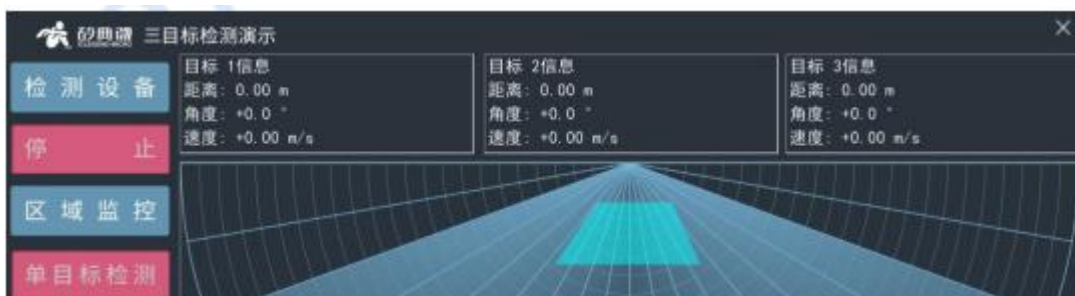 矽典微 三目标检测演示
检测设备
停止
区域监控
单目标检测
目标 1信息
距离: 0.00 m
角度: +0.0 °
速度: +0.00 m/s
目标 2信息
距离: 0.00 m
角度: +0.0 °
速度: +0.00 m/s
目标 3信息
距离: 0.00 m
角度: +0.0 °
速度: +0.00 m/s